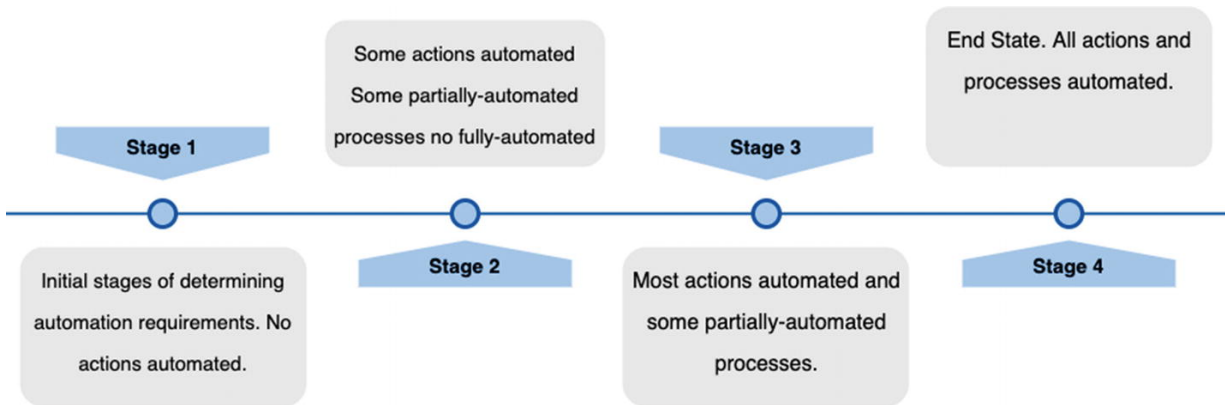 Stage 1
Initial stages of determining
automation requirements. No
actions automated.
Some actions automated
Some partially-automated
processes no fully-automated
Stage 2
Stage 3
Most actions automated and
some partially-automated
processes.
End State. All actions and
processes automated.
Stage 4